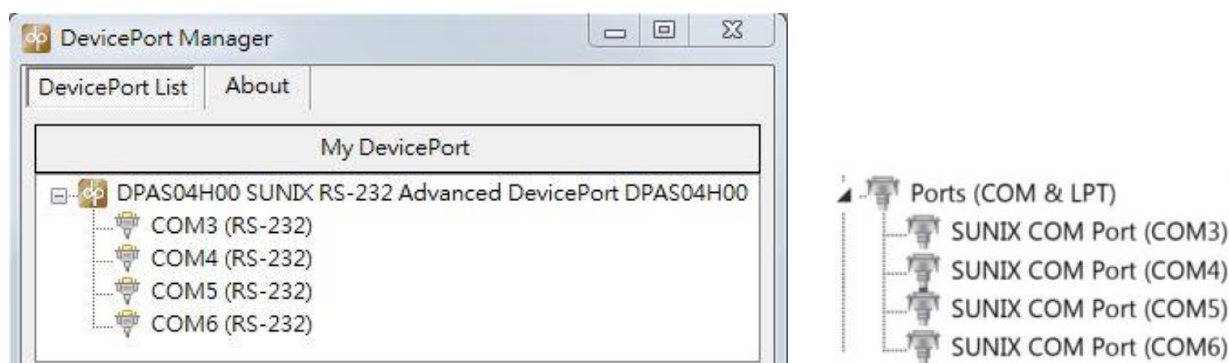 DevicePort Manager
DevicePort List About
My DevicePort
DPAS04H00 SUNIX RS-232 Advanced DevicePort DPAS04H00
COM3 (RS-232)
COM4 (RS-232)
COM5 (RS-232)
COM6 (RS-232)
Ports (COM & LPT)
SUNIX COM Port (COM3)
SUNIX COM Port (COM4)
SUNIX COM Port (COM5)
SUNIX COM Port (COM6)